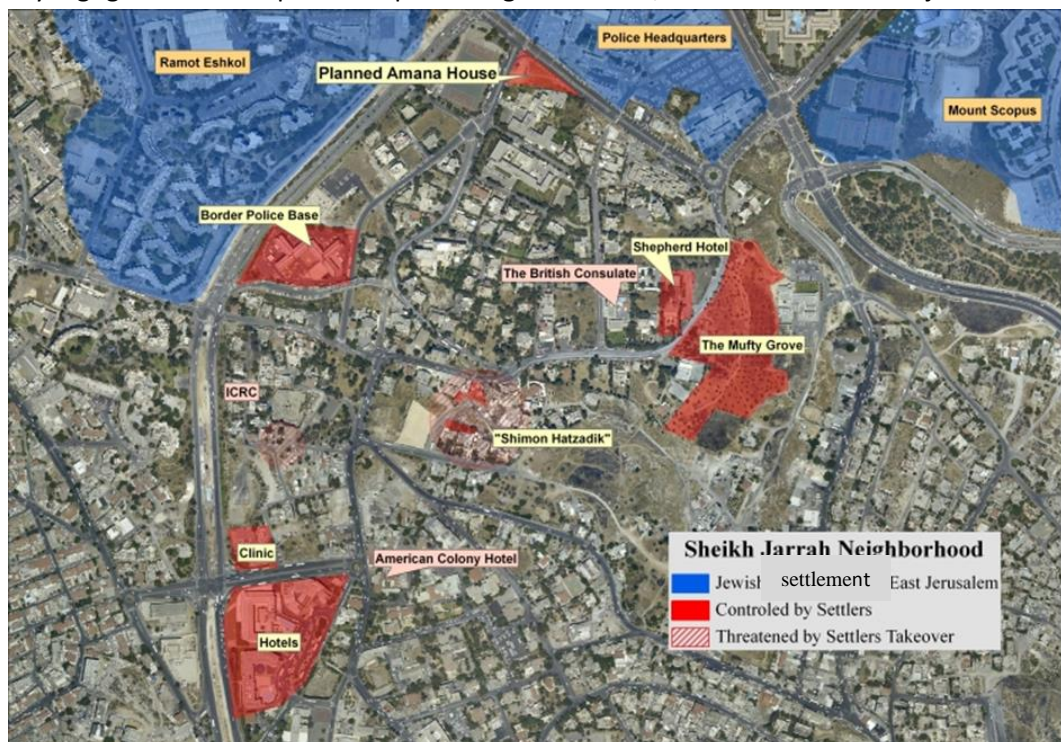 Ramot Eshkol
Police Headquarters
Planned Amana House
Mount Scopus
Border Police Base
Shepherd Hotel
The British Consulate
The Mufty Grove
ICRC
"Shimon Hatzadik"
Clinic
American Colony Hotel
Hotels
Sheikh Jarrah Neighborhood
Jewish settlement East Jerusalem
Controled by Settlers
Threatened by Settlers Takeover